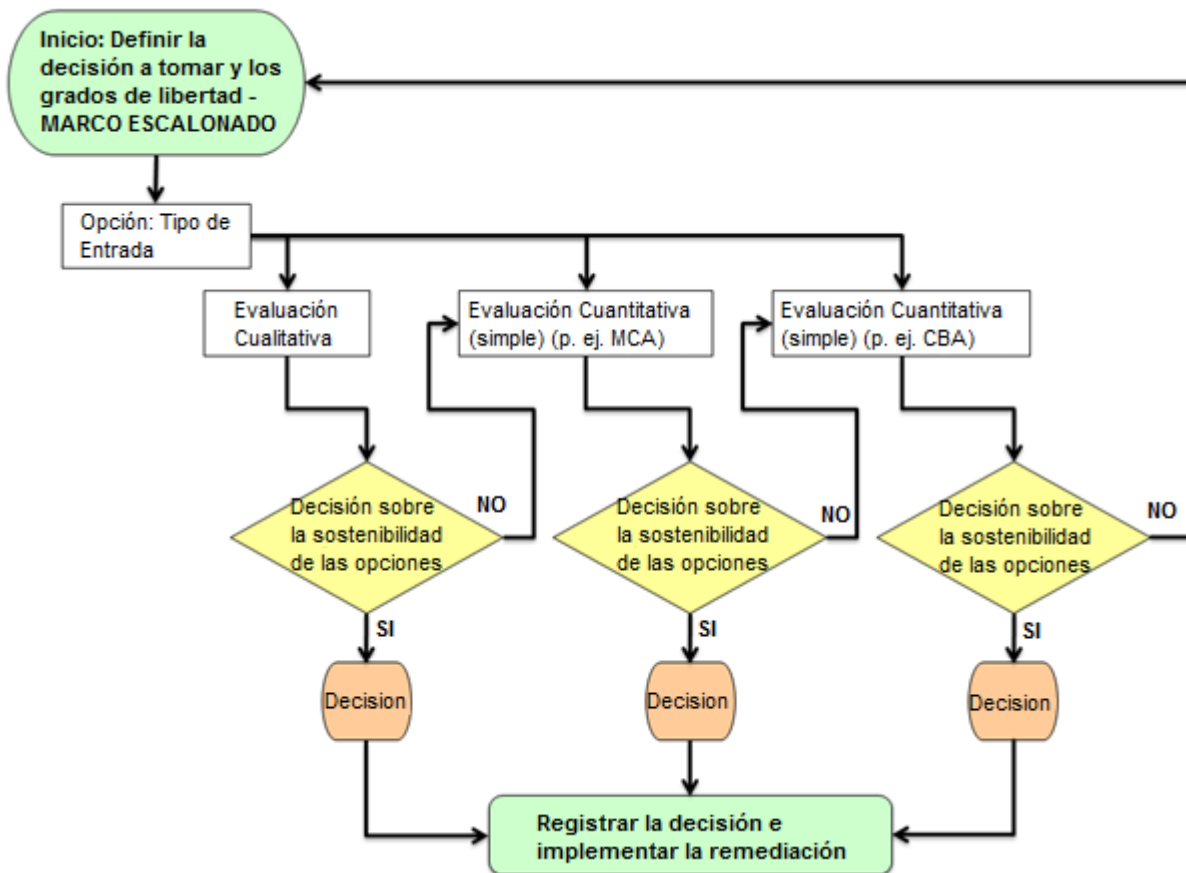 Inicio: Definir la
decisión a tomar y los
grados de libertad -
MARCO ESCALONADO
Opción: Tipo de
Entrada
Evaluación
Cualitativa
Evaluación Cuantitativa
(simple) (p. ej. MCA)
Evaluación Cuantitativa
(simple) (p. ej. CBA)
Decisión sobre
la sostenibilidad
de las opciones
NO
Decisión sobre
la sostenibilidad
de las opciones
NO
Decisión sobre
la sostenibilidad
de las opciones
NO
SI
SI
SI
Decision
Decision
Decision
Registrar la decisión e
implementar la remediación